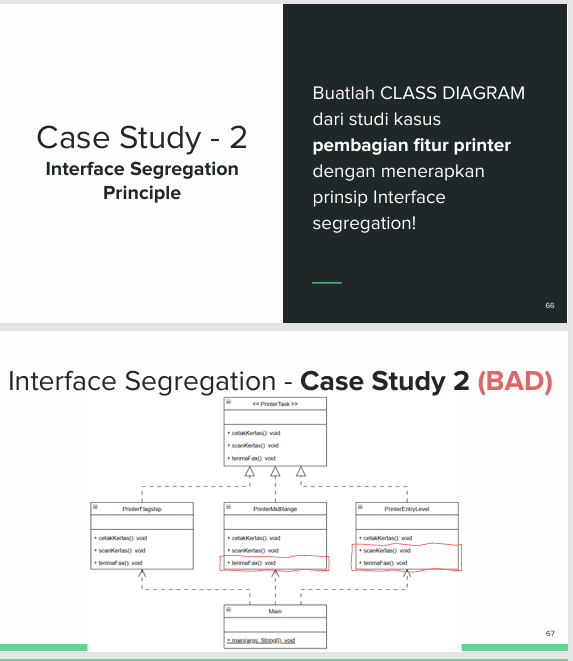 Case Study - 2
Interface Segregation
Principle
Buatlah CLASS DIAGRAM
dari studi kasus
pembagian fitur printer
dengan menerapkan
prinsip Interface
segregation!
66
Interface Segregation - Case Study 2 (BAD)
<< PrinterTask >>
+ cetakKertas(): void
+ scanKertas(): void
+ terimaFax(): void
PrinterFlagship
+ cetakKertas(): void
+ scanKertas(): void
+ terimaFax(): void
PrinterMidRange
+ cetakKertas(): void
+ scanKertas(): void
+ terimaFax(): void
PrinterEntryLevel
+ cetakKertas(): void
+ scanKertas(): void
+ terimaFax(): void
Main
+ main(args: String[]): void
67